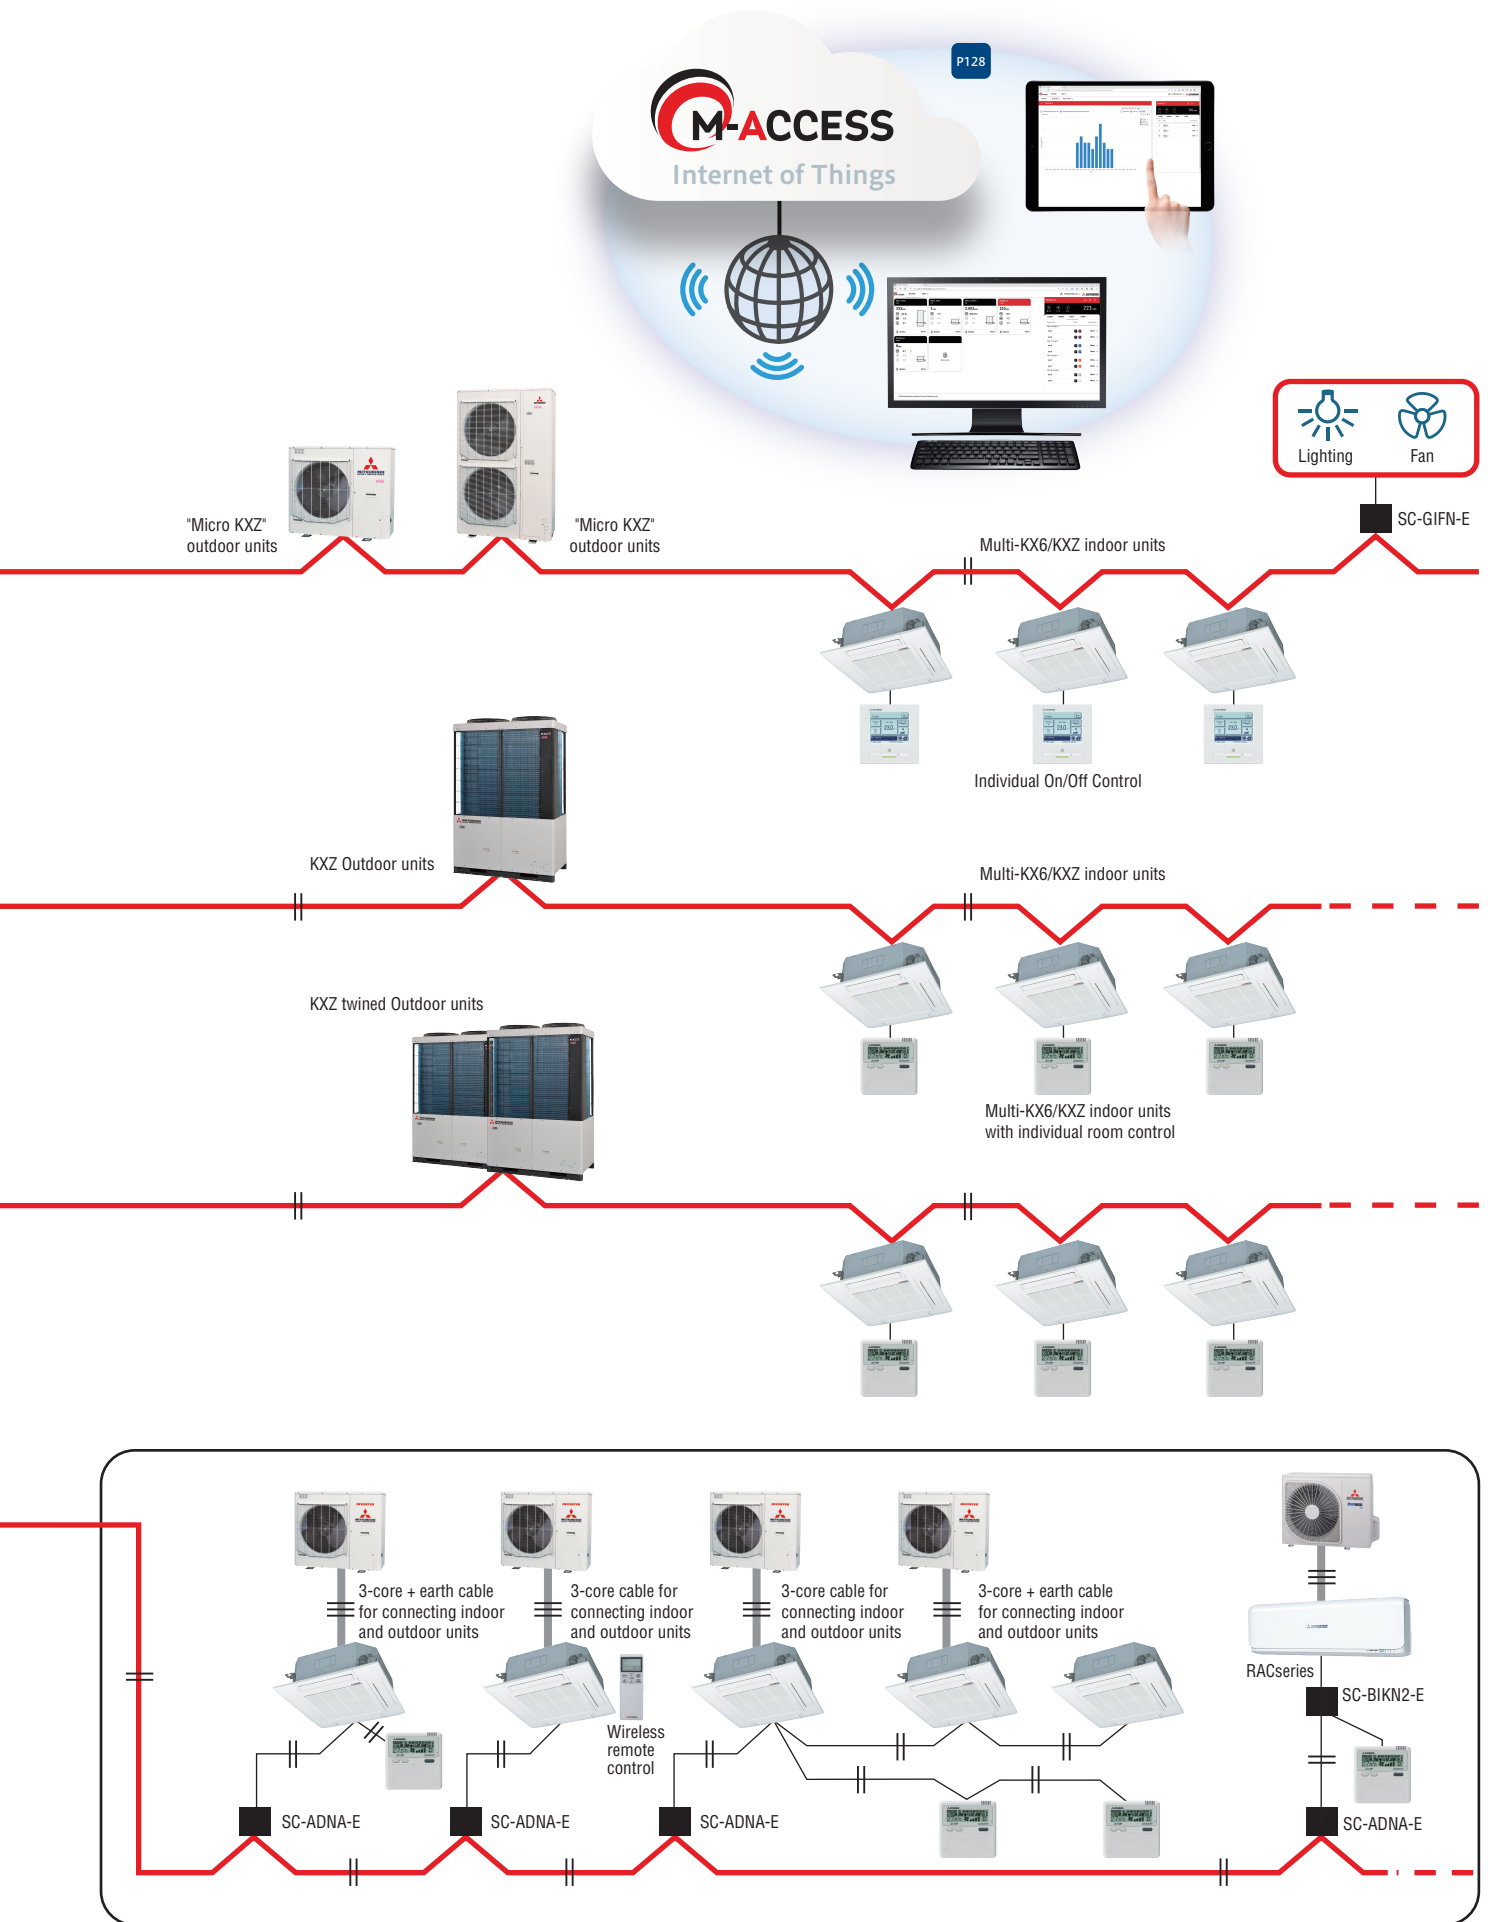 P128
M-ACCESS
Internet of Things
Lighting
Fan
SC-GIFN-E
"Micro KXZ"
outdoor units
"Micro KXZ"
outdoor units
Multi-KX6/KXZ indoor units
Individual On/Off Control
KXZ Outdoor units
Multi-KX6/KXZ indoor units
KXZ twined Outdoor units
Multi-KX6/KXZ indoor units
with individual room control
3-core + earth cable
for connecting indoor
and outdoor units
3-core cable for
connecting indoor
and outdoor units
3-core cable for
connecting indoor
and outdoor units
3-core + earth cable
for connecting indoor
and outdoor units
RACseries
SC-BIKN2-E
Wireless
remote
control
SC-ADNA-E
SC-ADNA-E
SC-ADNA-E
SC-ADNA-E